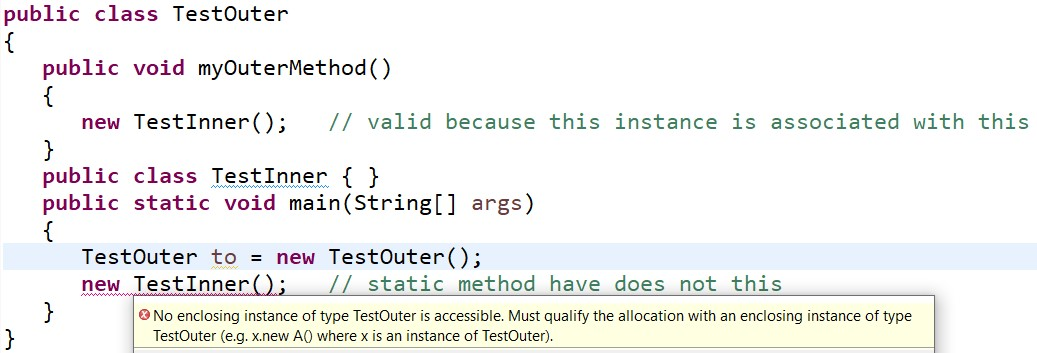 public class TestOuter
{
public void myOuterMethod()
{
new TestInner();   // valid because this instance is associated with this
}
public class TestInner { }
public static void main(String[] args)
{
TestOuter to = new TestOuter();
new TestInner();   // static method have does not this
}
No enclosing instance of type TestOuter is accessible. Must qualify the allocation with an enclosing instance of type
TestOuter (e.g. x.new A() where x is an instance of TestOuter).
}